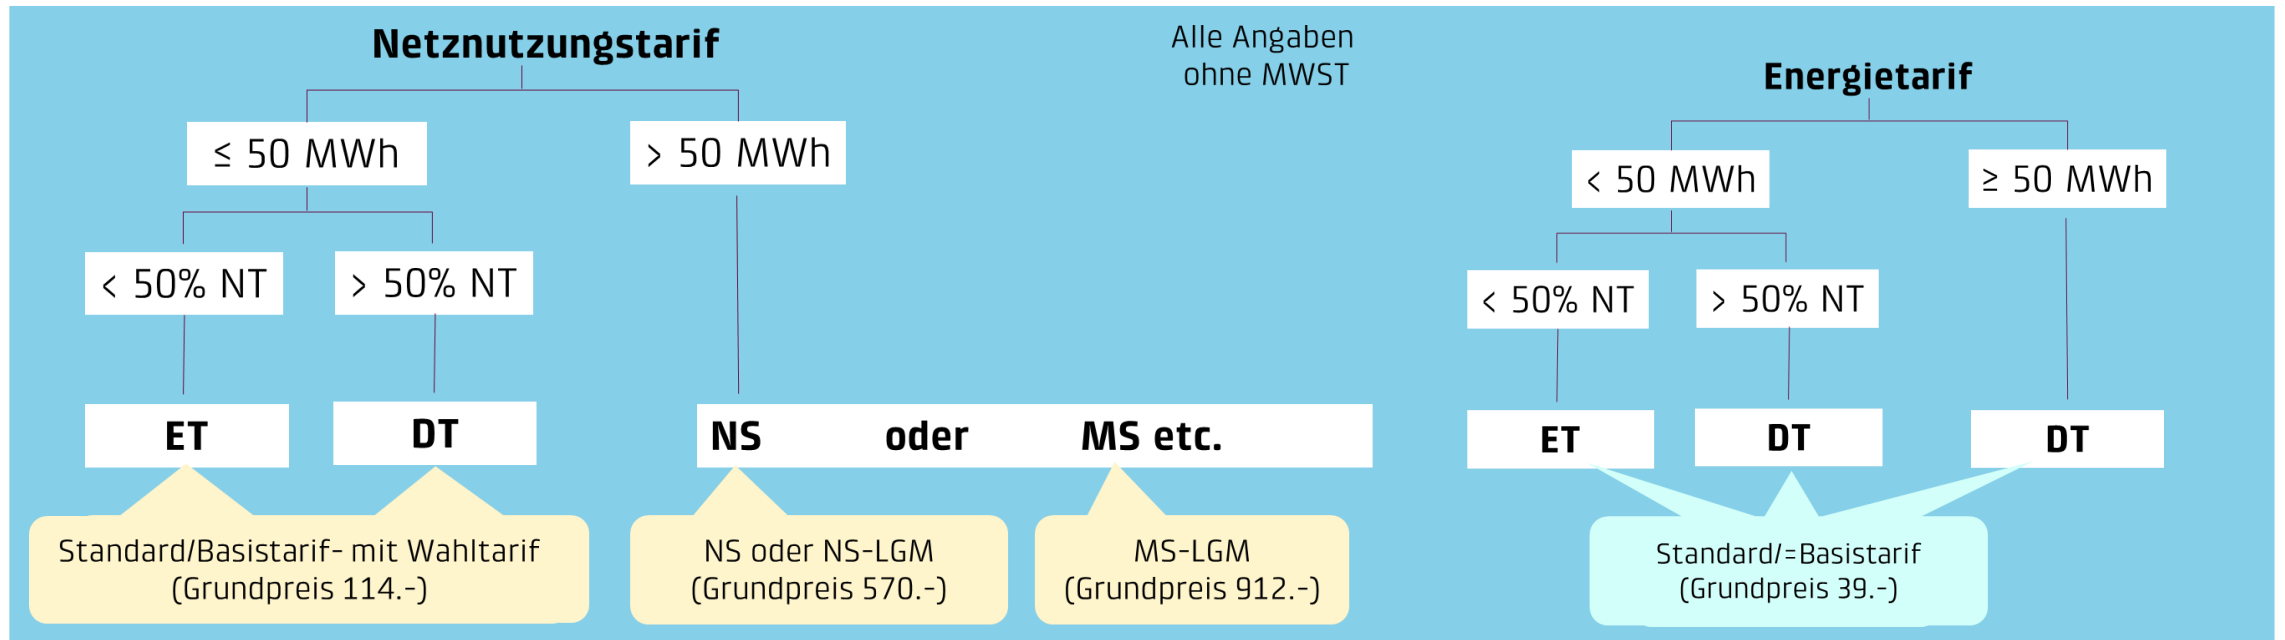 Netznutzungstarif
≤ 50 MWh
> 50 MWh
< 50% NT
> 50% NT
ET
DT
NS oder MS etc.
Standard/Basistarif- mit Wahltarif
(Grundpreis 114.-)
NS oder NS-LGM
(Grundpreis 570.-)
MS-LGM
(Grundpreis 912.-)
Alle Angaben
ohne MWST
Energietarif
< 50 MWh
≥ 50 MWh
< 50% NT
> 50% NT
ET
DT
DT
Standard/=Basistarif
(Grundpreis 39.-)